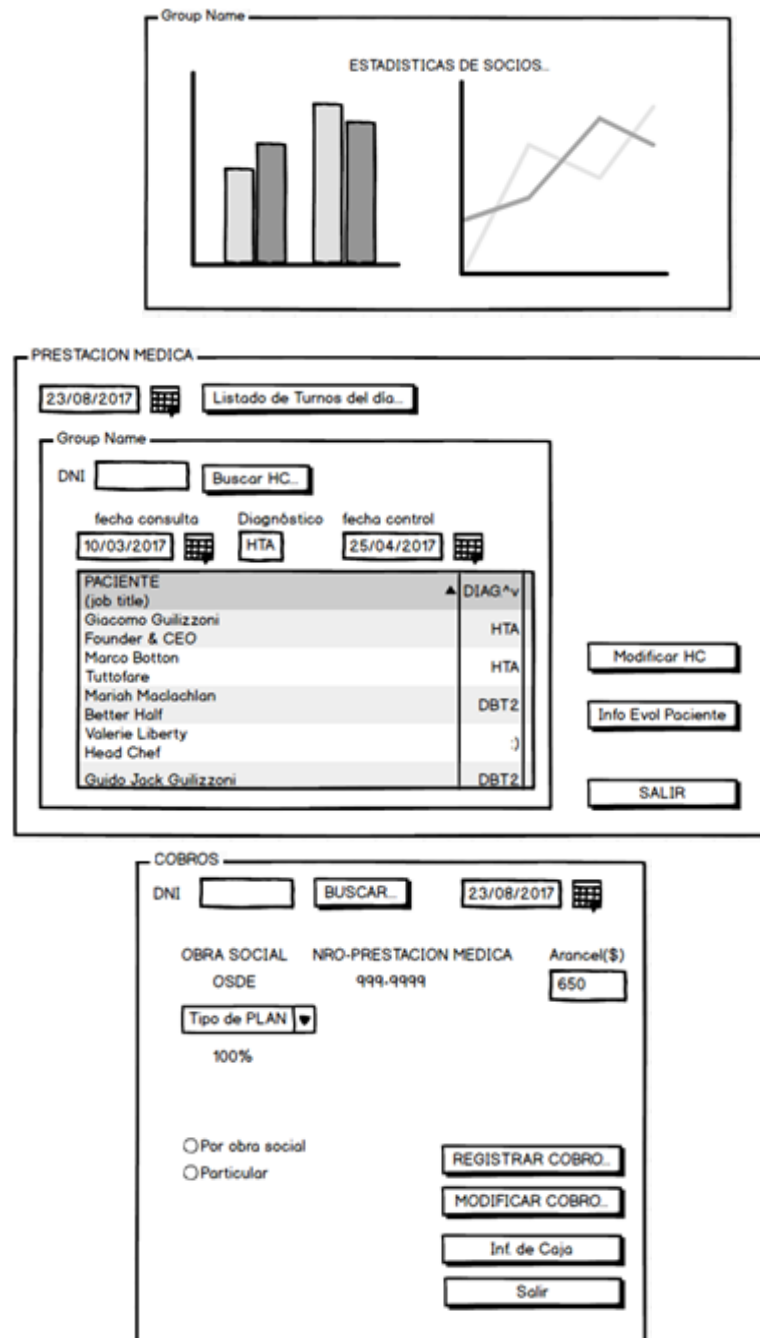 Group Name
ESTADISTICAS DE SOCIOS...
PRESTACION MEDICA
23/08/2017 Listado de Turnos del día...
Group Name
DNI Buscar HC...
fecha consulta Diagnóstico fecha control
10/03/2017 HTA 25/04/2017
PACIENTE DIAG^v
(job title)
Giacomo Guilizzoni HTA
Founder & CEO
Marco Botton HTA
Tuttofare
Mariah Maclachlan DBT2
Better Half
Valerie Liberty :)
Head Chef
Guido Jack Guilizzoni DBT2
Modificar HC
Info Evol Paciente
SALIR
COBROS
DNI BUSCAR... 23/08/2017
OBRA SOCIAL NRO-PRESTACION MEDICA Arancel($)
OSDE 999-9999 650
Tipo de PLAN
100%
Por obra social
Particular
REGISTRAR COBRO...
MODIFICAR COBRO...
Inf. de Caja
Salir